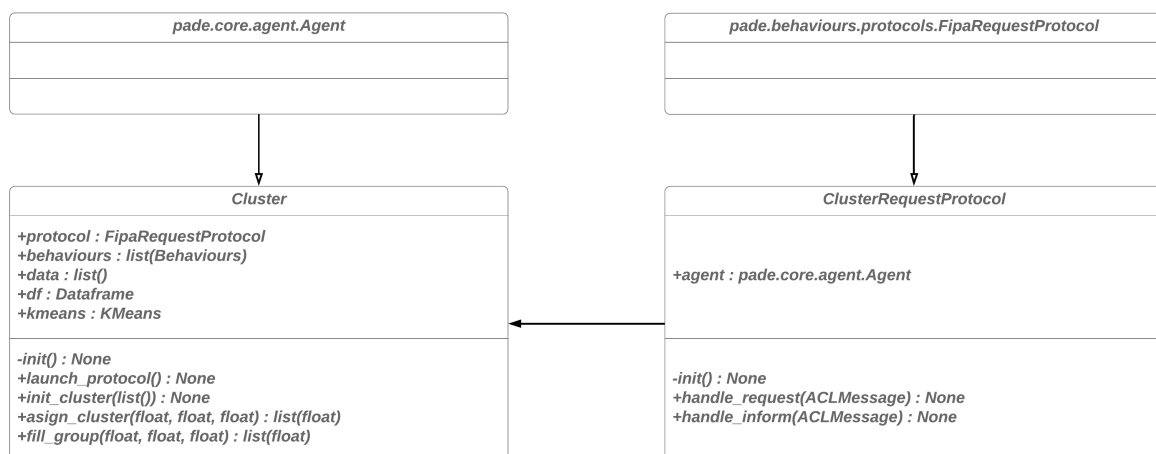 pade.core.agent.Agent
pade.behaviours.protocols.FipaRequestProtocol
Cluster
+protocol : FipaRequestProtocol
+behaviours : list(Behaviours)
+data : list()
+df : Dataframe
+kmeans : KMeans
-init() : None
+launch_protocol() : None
+init_cluster(list()) : None
+asign_cluster(float, float, float) : list(float)
+fill_group(float, float, float) : list(float)
ClusterRequestProtocol
+agent : pade.core.agent.Agent
-init() : None
+handle_request(ACLMessage) : None
+handle_inform(ACLMessage) : None